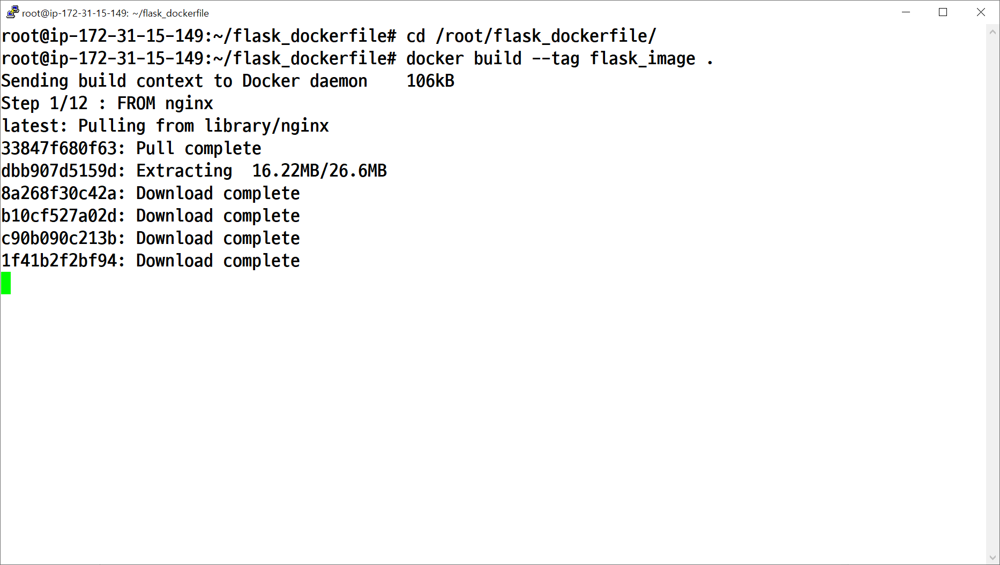 root@ip-172-31-15-149: ~/flask_dockerfile
root@ip-172-31-15-149:~/flask_dockerfile# cd /root/flask_dockerfile/
root@ip-172-31-15-149:~/flask_dockerfile# docker build --tag flask_image .
Sending build context to Docker daemon    106kB
Step 1/12 : FROM nginx
latest: Pulling from library/nginx
33847f680f63: Pull complete
dbb907d5159d: Extracting  16.22MB/26.6MB
8a268f30c42a: Download complete
b10cf527a02d: Download complete
c90b090c213b: Download complete
1f41b2f2bf94: Download complete